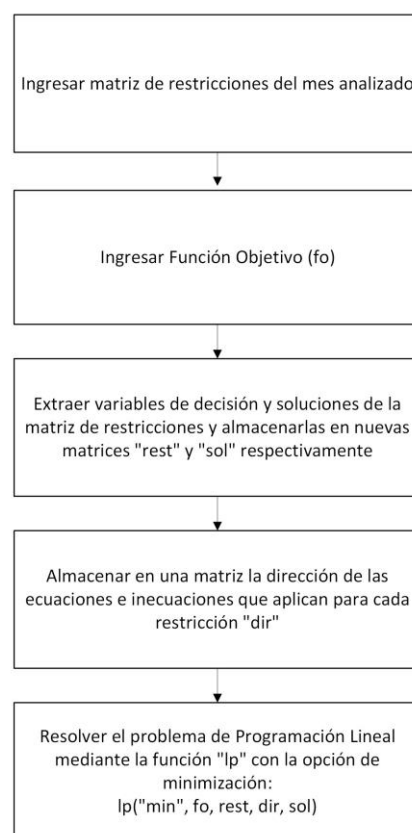 Ingresar matriz de restricciones del mes analizado
Ingresar Función Objetivo (fo)
Extraer variables de decisión y soluciones de la
matriz de restricciones y almacenarlas en nuevas
matrices "rest" y "sol" respectivamente
Almacenar en una matriz la dirección de las
ecuaciones e inecuaciones que aplican para cada
restricción "dir"
Resolver el problema de Programación Lineal
mediante la función "lp" con la opción de
minimización:
lp("min", fo, rest, dir, sol)